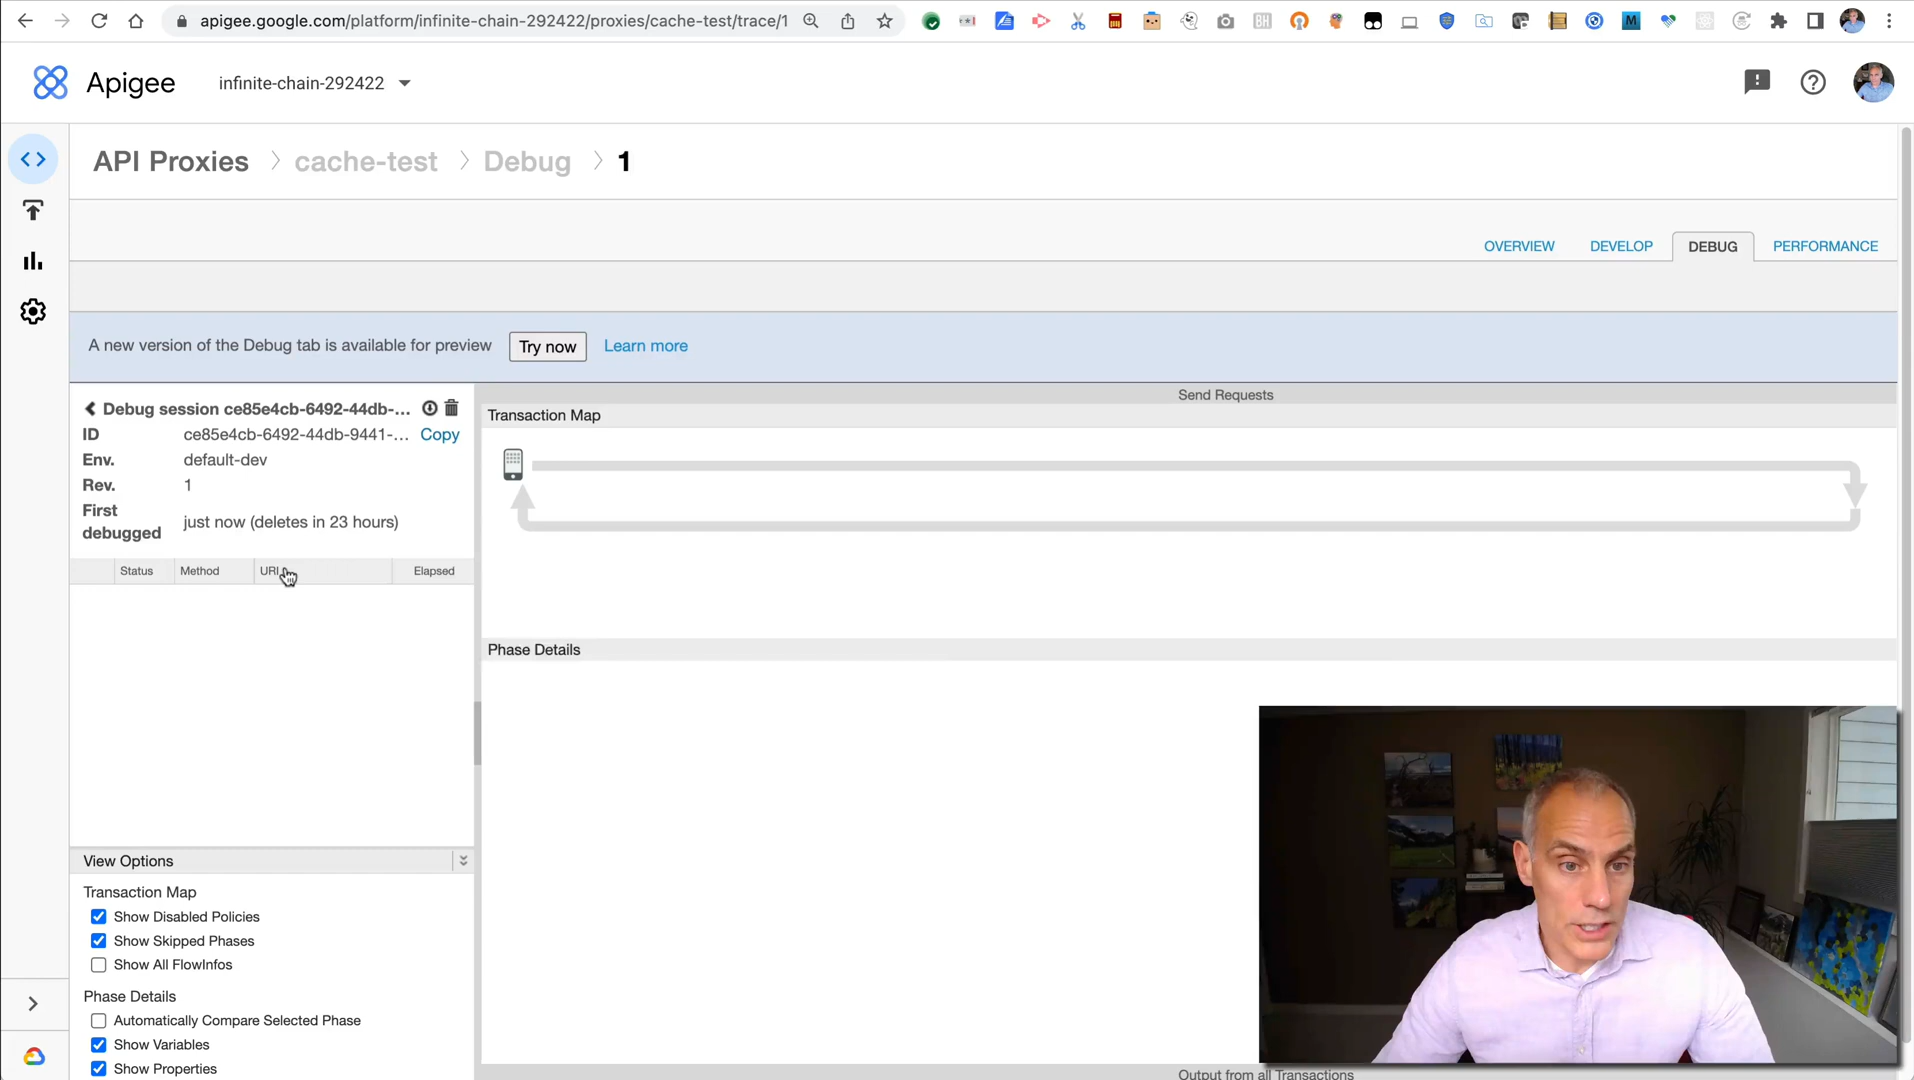 apigee.google.com/platform/infinite-chain-292422/proxies/cache-test/trace/1
Apigee
infinite-chain-292422
API Proxies
cache-test
Debug
1
OVERVIEW
DEVELOP
DEBUG
PERFORMANCE
A new version of the Debug tab is available for preview
Try now
Learn more
Debug session ce85e4cb-6492-44db-...
ID
ce85e4cb-6492-44db-9441-...
Copy
Env.
default-dev
Rev.
1
First debugged
just now (deletes in 23 hours)
Status
Method
URI
Elapsed
Send Requests
Transaction Map
Phase Details
View Options
Transaction Map
Show Disabled Policies
Show Skipped Phases
Show All FlowInfos
Phase Details
Automatically Compare Selected Phase
Show Variables
Show Properties
Output from all Transactions